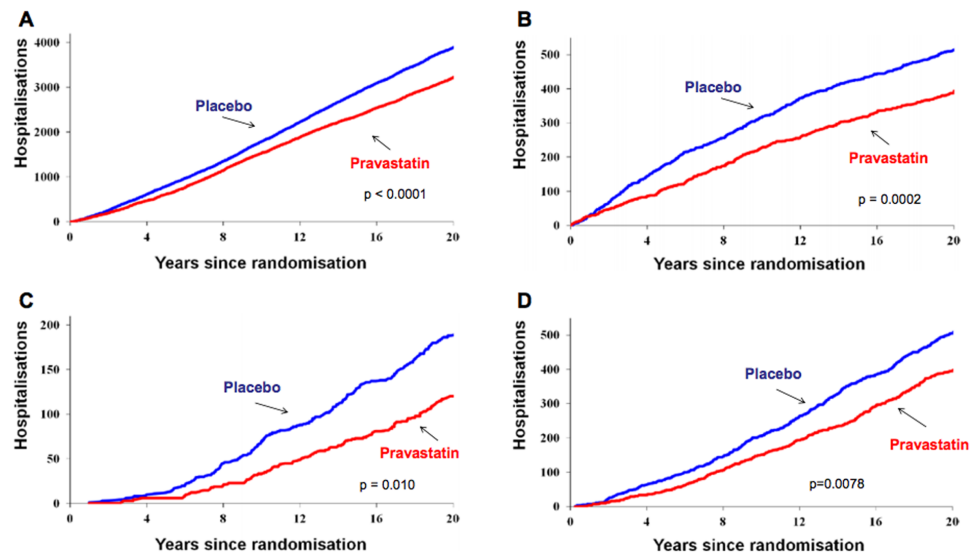 A
Hospitalisations
4000
3000
2000
1000
0
Placebo
Pravastatin
p < 0.0001
0 4 8 12 16 20
Years since randomisation
B
Hospitalisations
500
400
300
200
100
0
Placebo
Pravastatin
p = 0.0002
0 4 8 12 16 20
Years since randomisation
C
Hospitalisations
200
150
100
50
0
Placebo
Pravastatin
p = 0.010
0 4 8 12 16 20
Years since randomisation
D
Hospitalisations
500
400
300
200
100
0
Placebo
Pravastatin
p=0.0078
0 4 8 12 16 20
Years since randomisation